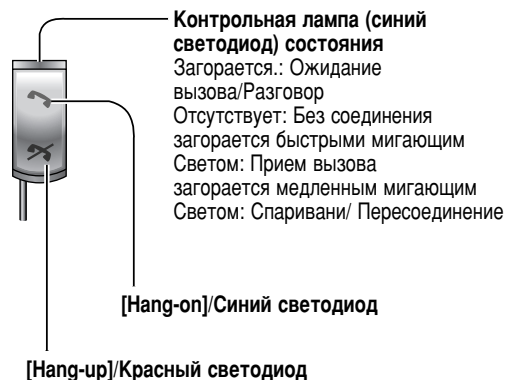 Контрольная лампа (синий
светодиод) состояния
Загорается.: Ожидание
вызова/Разговор
Отсутствует: Без соединения
загорается быстрыми мигающим
Светом: Прием вызова
загорается медленным мигающим
Светом: Спаривани/ Пересоединение
[Hang-on]/Синий светодиод
[Hang-up]/Красный светодиод